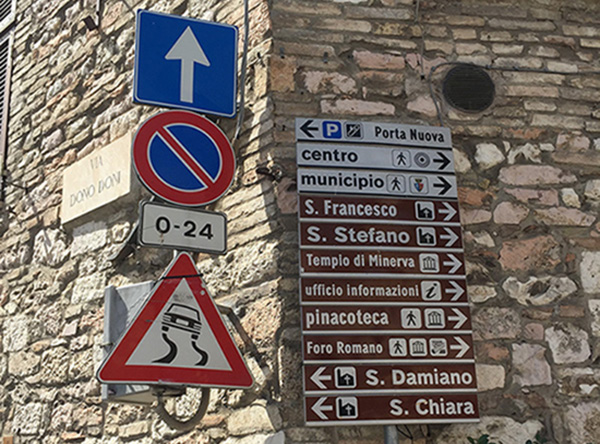 VIA
DONO DONI
0-24
P Porta Nuova
centro
municipio
S. Francesco
S. Stefano
Templo di Minerva
ufficio informazioni i
pinacoteca
Foro Romano
S. Damiano
S. Chiara